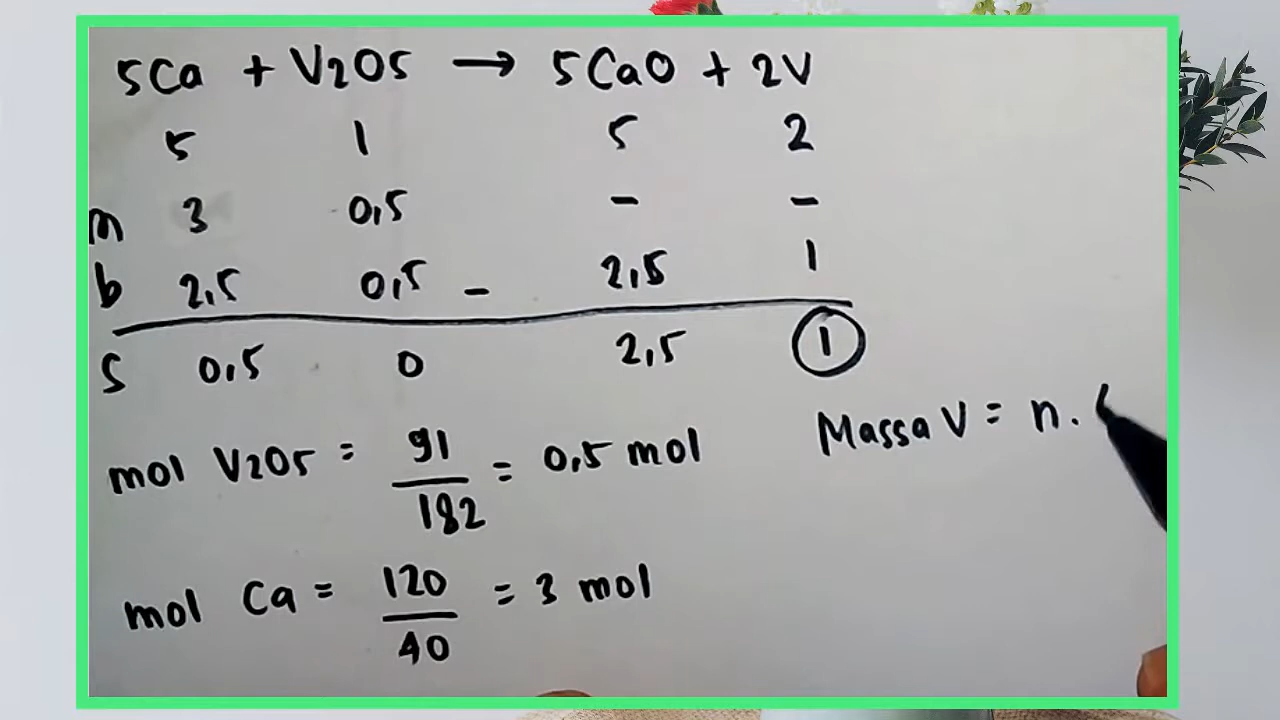 5Ca + V2O5 → 5CaO + 2V
5 1 5 2
m 3 0,5 - -
b 2,5 0,5 - 2,5 1
S 0,5 0 2,5 1
mol V2O5 = 91/182 = 0,5 mol
Massa V = n.
mol Ca = 120/40 = 3 mol